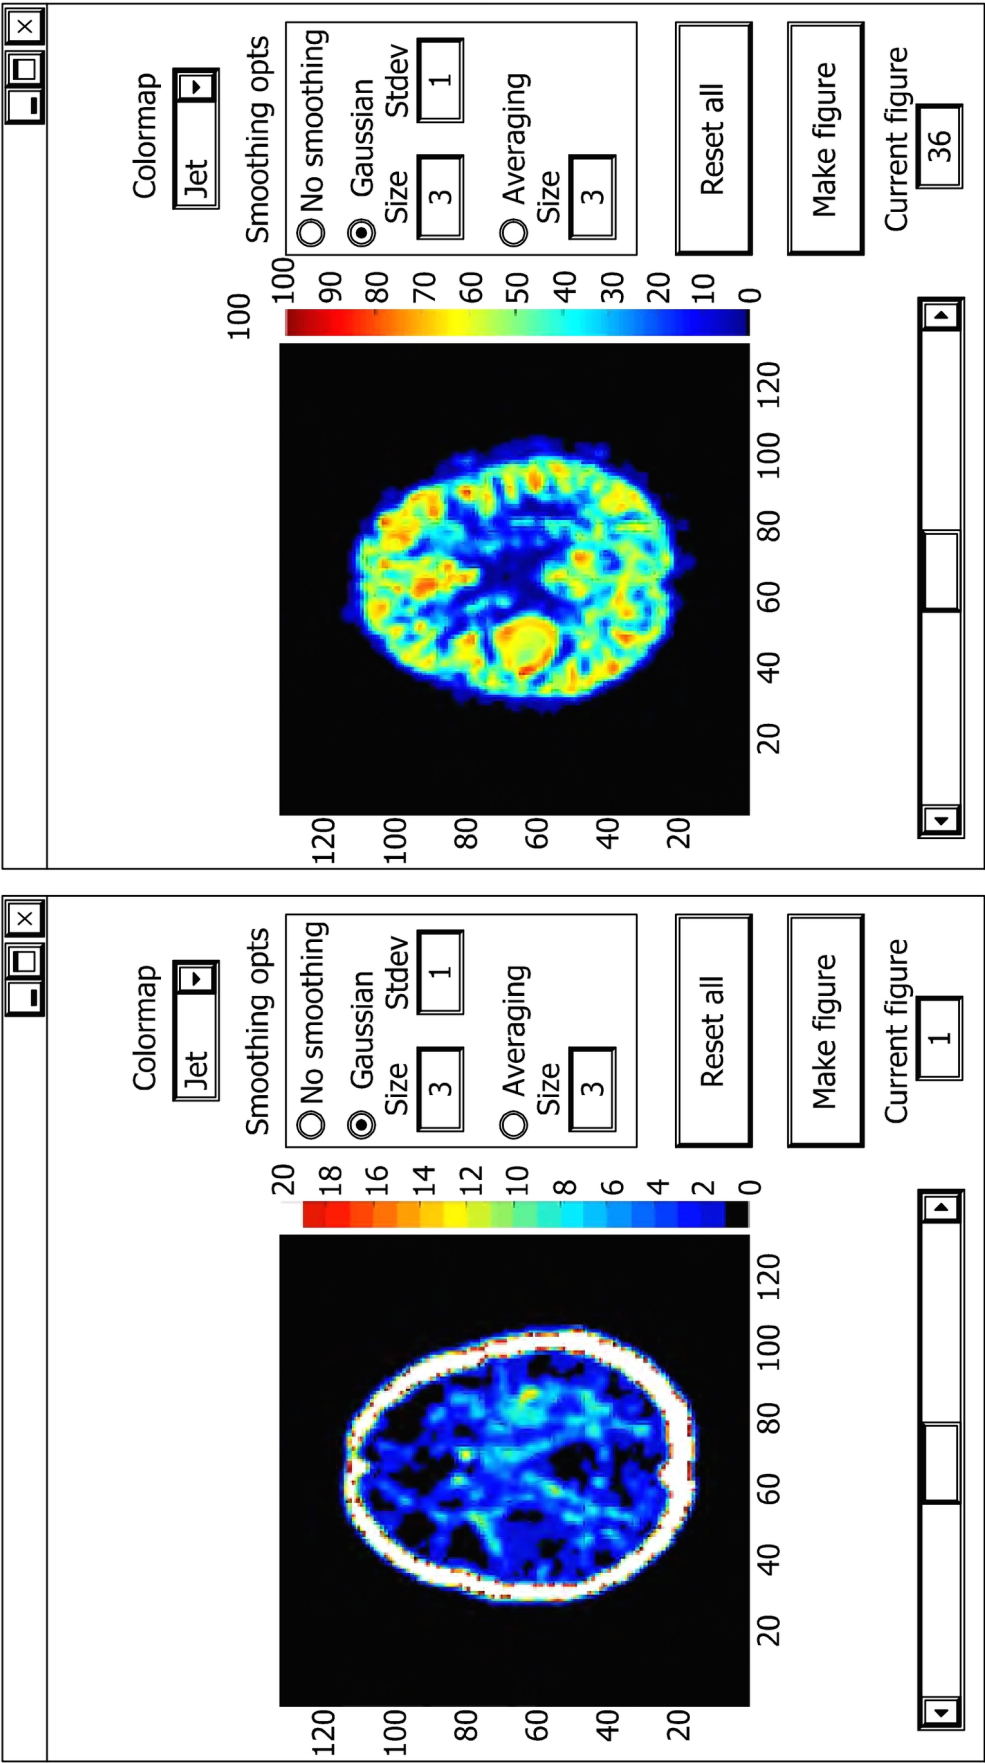 Colormap
Jet
Smoothing opts
No smoothing
Gaussian
Size Stdev
3 1
Averaging
Size
3
Reset all
Make figure
Current figure
1
20
18
16
14
12
10
8
6
4
2
0
120
100
80
60
40
20
20 40 60 80 100 120
Colormap
Jet
Smoothing opts
No smoothing
Gaussian
Size Stdev
3 1
Averaging
Size
3
Reset all
Make figure
Current figure
36
100
100
90
80
70
60
50
40
30
20
10
0
120
100
80
60
40
20
20 40 60 80 100 120